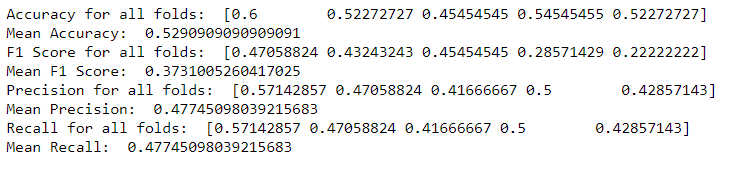 Accuracy for all folds:  [0.6        0.52272727 0.45454545 0.54545455 0.52272727]
Mean Accuracy:  0.5290909090909091
F1 Score for all folds:  [0.47058824 0.43243243 0.45454545 0.28571429 0.22222222]
Mean F1 Score:  0.3731005260417025
Precision for all folds:  [0.57142857 0.47058824 0.41666667 0.5        0.42857143]
Mean Precision:  0.47745098039215683
Recall for all folds:  [0.57142857 0.47058824 0.41666667 0.5        0.42857143]
Mean Recall:  0.47745098039215683